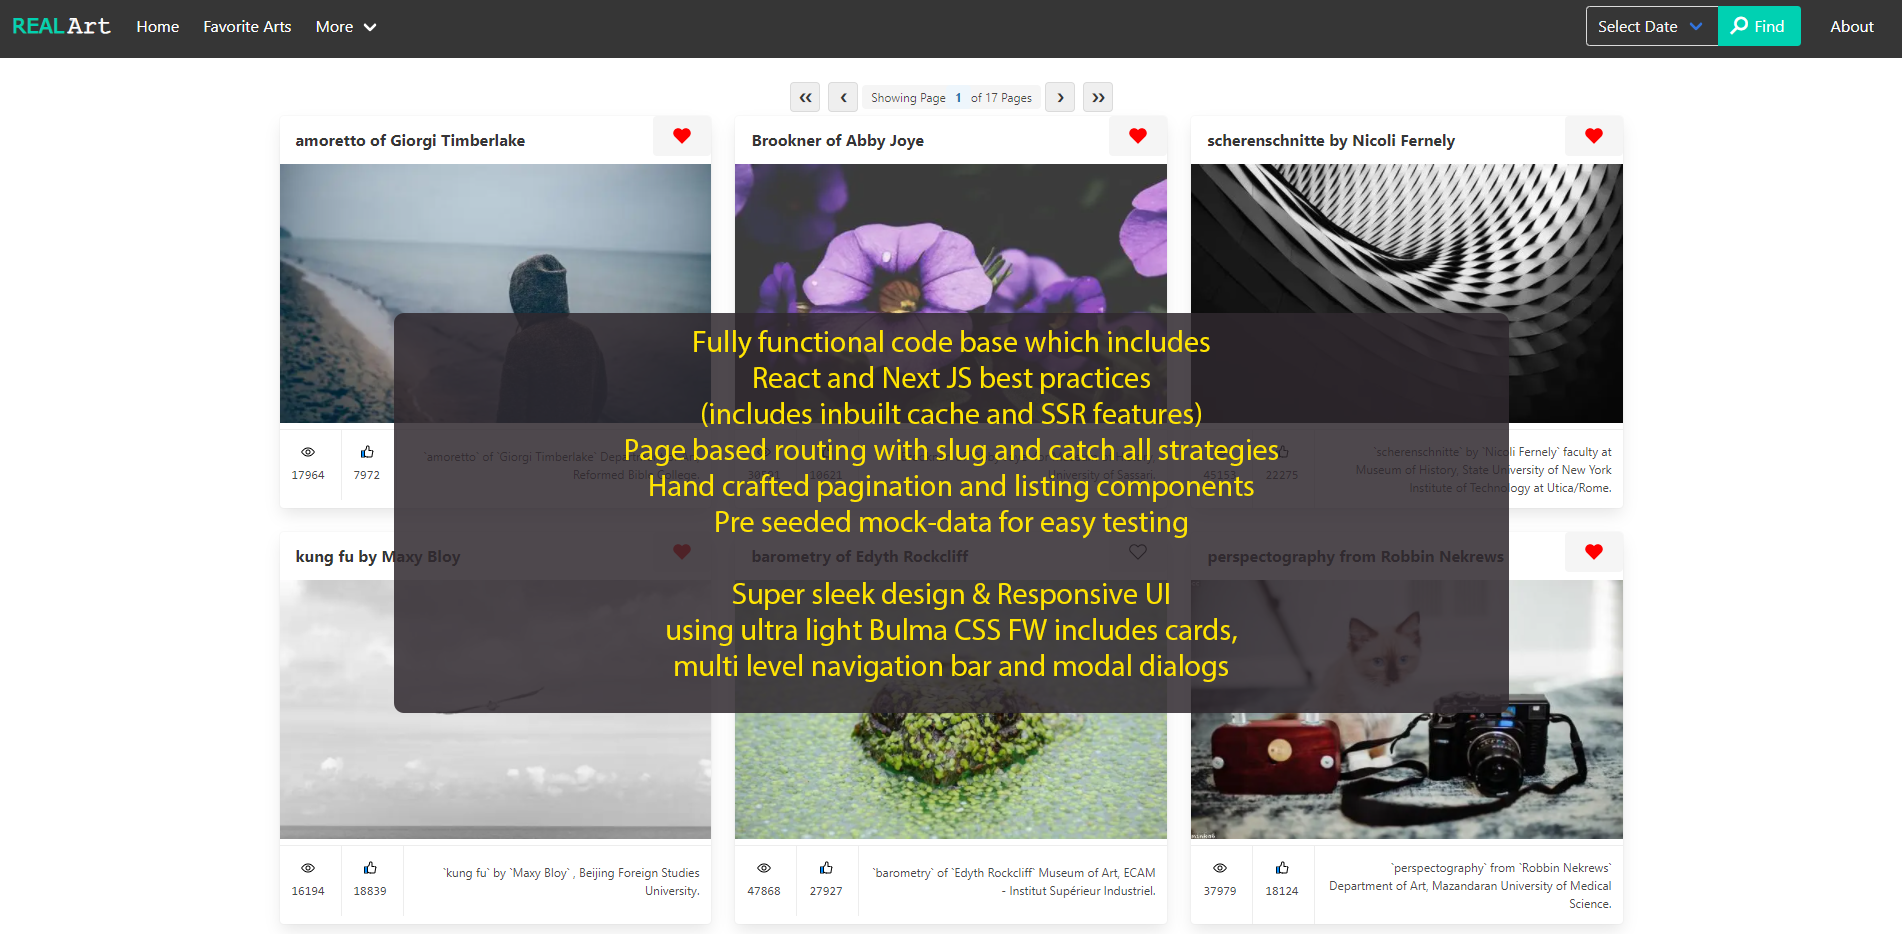 REAL Art Home Favorite Arts More Select Date Find About
Showing Page 1 of 17 Pages
amoretto of Giorgi Timberlake
Brookner of Abby Joye
scherenschnitte by Nicoli Fernely
Fully functional code base which includes
React and Next JS best practices
(includes inbuilt cache and SSR features)
Page based routing with slug and catch all strategies
Hand crafted pagination and listing components
Pre seeded mock-data for easy testing
Super sleek design & Responsive UI
using ultra light Bulma CSS FW includes cards,
multi level navigation bar and modal dialogs
17964 7972
`amoretto` of `Giorgi Timberlake`
Reformed Bible College.
University of Sassari.
45153 22275
`scherenschnitte` by `Nicoli Fernely` faculty at
Museum of History, State University of New York
Institute of Technology at Utica/Rome.
kung fu by Maxy Bloy
barometry of Edyth Rockcliff
perspectography from Robbin Nekrews
16194 18839
`kung fu` by `Maxy Bloy` , Beijing Foreign Studies
University.
47868 27927
`barometry` of `Edyth Rockcliff` Museum of Art, ECAM
- Institut Supérieur Industriel.
37979 18124
`perspectography` from `Robbin Nekrews`
Department of Art, Mazandaran University of Medical
Science.